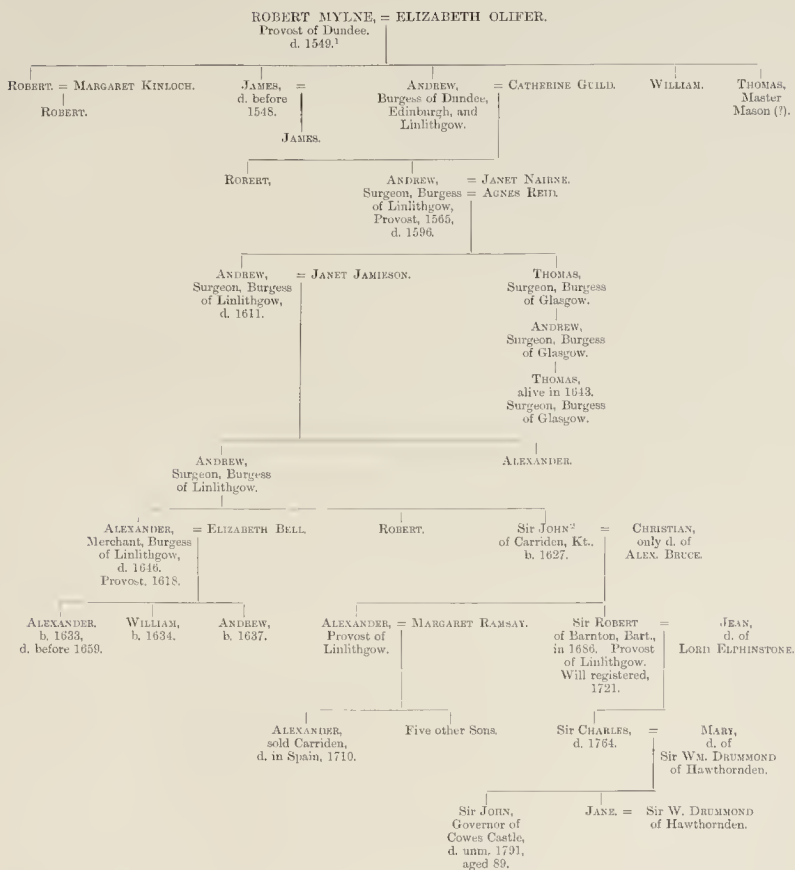 ROBERT MYLNE, = ELIZABETH OLIFER.
Provost of Dundee.
d. 1549.¹
ROBERT. = MARGARET KINLOCH.
ROBERT.
JAMES, =
d. before
1548.
JAMES.
ANDREW, = CATHERINE GUILD.
Burgess of Dundee,
Edinburgh, and
Linlithgow.
WILLIAM.
THOMAS,
Master
Mason (?).
ROBERT,
ANDREW, = JANET NAIRNE.
Surgeon, Burgess = AGNES REID.
of Linlithgow,
Provost, 1565,
d. 1596.
ANDREW, = JANET JAMIESON.
Surgeon, Burgess
of Linlithgow,
d. 1611.
THOMAS,
Surgeon, Burgess
of Glasgow.
ANDREW,
Surgeon, Burgess
of Glasgow.
THOMAS,
alive in 1643.
Surgeon, Burgess
of Glasgow.
ANDREW,
Surgeon, Burgess
of Linlithgow.
ALEXANDER.
ALEXANDER, = ELIZABETH BELL.
Merchant, Burgess
of Linlithgow,
d. 1646.
Provost, 1618.
ROBERT.
Sir JOHN² = CHRISTIAN,
of Carriden, Kt., only d. of
b. 1627. ALEX. BRUCE.
ALEXANDER.
b. 1633,
d. before 1659.
WILLIAM,
b. 1634.
ANDREW,
b. 1637.
ALEXANDER, = MARGARET RAMSAY.
Provost of
Linlithgow.
Sir ROBERT = JEAN,
of Barnton, Bart., d. of
in 1686. Provost LORD ELPHINSTONE.
of Linlithgow.
Will registered,
1721.
ALEXANDER,
sold Carriden,
d. in Spain, 1710.
Five other Sons.
Sir CHARLES, = MARY,
d. 1764. d. of
Sir WM. DRUMMOND
of Hawthornden.
Sir JOHN,
Governor of
Cowes Castle,
d. unm. 1791,
aged 89.
JANE. = Sir W. DRUMMOND
of Hawthornden.